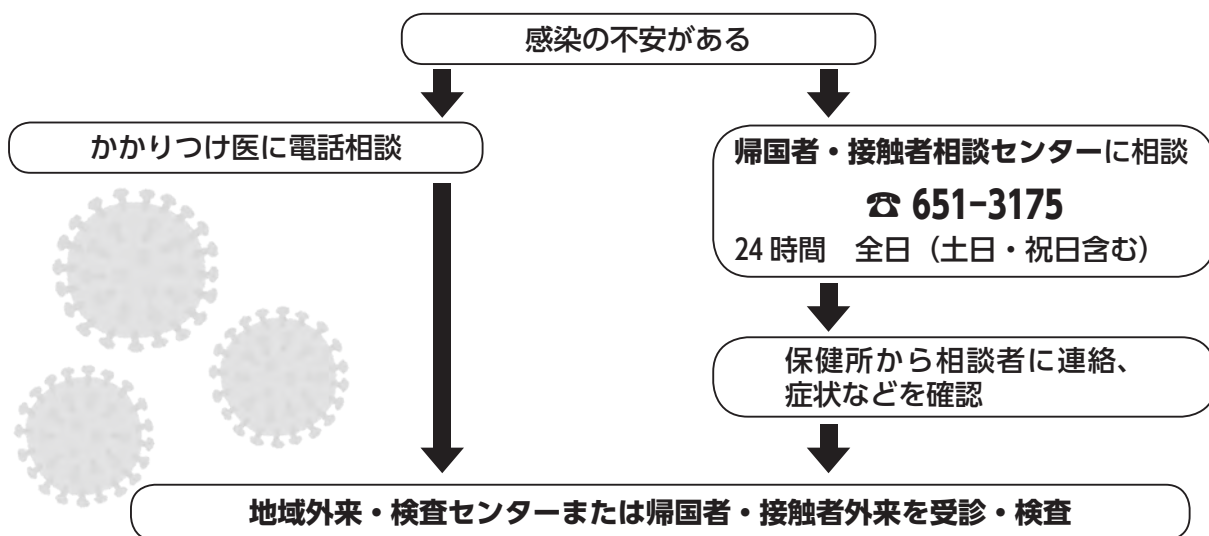 感染の不安がある
かかりつけ医に電話相談
帰国者・接触者相談センターに相談
☎ 651-3175
24時間　全日（土日・祝日含む）
保健所から相談者に連絡、
症状などを確認
地域外来・検査センターまたは帰国者・接触者外来を受診・検査